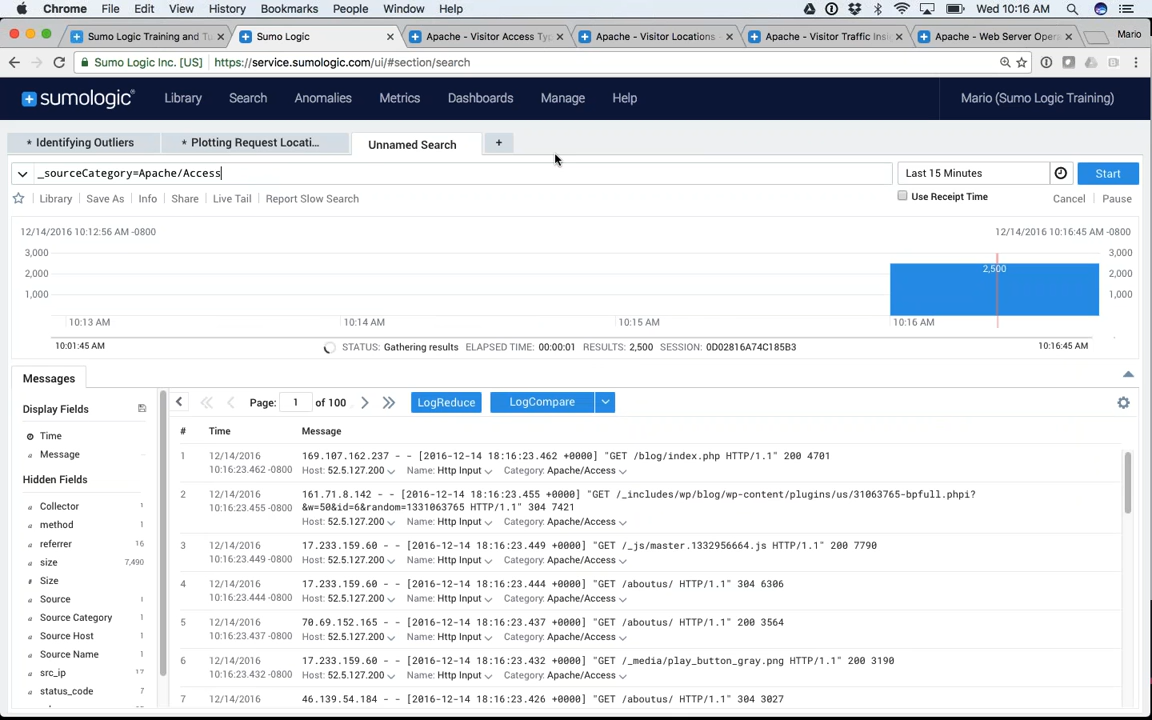 Chrome File Edit View History Bookmarks People Window Help Wed 10:16 AM
Sumo Logic Training and Tu Sumo Logic Apache - Visitor Access Typ Apache - Visitor Locations Apache - Visitor Traffic Insi Apache - Web Server Opera Mario
Sumo Logic Inc. [US] https://service.sumologic.com/ui/#section/search
sumologic Library Search Anomalies Metrics Dashboards Manage Help Mario (Sumo Logic Training)
* Identifying Outliers * Plotting Request Locati... Unnamed Search +
_sourceCategory=Apache/Access Last 15 Minutes Start
Library Save As Info Share Live Tail Report Slow Search Use Receipt Time Cancel Pause
12/14/2016 10:12:56 AM -0800 12/14/2016 10:16:45 AM -0800
3,000 2,500 3,000
2,000 2,000
1,000 1,000
10:13 AM 10:14 AM 10:15 AM 10:16 AM
10:01:45 AM STATUS: Gathering results ELAPSED TIME: 00:00:01 RESULTS: 2,500 SESSION: 0D02816A74C185B3 10:16:45 AM
Messages
Display Fields
a Time
a Message
Hidden Fields
a Collector 1
a method 1
a referrer 16
a size 7,490
# Size
a Source 1
a Source Category 1
a Source Host 1
a Source Name 1
a src_ip 17
a status_code 7
Page: 1 of 100 LogReduce LogCompare
# Time Message
1 12/14/2016 169.107.162.237 - - [2016-12-14 18:16:23.462 +0000] "GET /blog/index.php HTTP/1.1" 200 4701
10:16:23.462 -0800 Host: 52.5.127.200 Name: Http Input Category: Apache/Access
2 12/14/2016 161.71.8.142 - - [2016-12-14 18:16:23.455 +0000] "GET /_includes/wp/blog/wp-content/plugins/us/31063765-bpfull.phpi?
10:16:23.455 -0800 &w=50&id=6&random=1331063765 HTTP/1.1" 304 7421
Host: 52.5.127.200 Name: Http Input Category: Apache/Access
3 12/14/2016 17.233.159.60 - - [2016-12-14 18:16:23.449 +0000] "GET /_js/master.1332956664.js HTTP/1.1" 200 7790
10:16:23.449 -0800 Host: 52.5.127.200 Name: Http Input Category: Apache/Access
4 12/14/2016 17.233.159.60 - - [2016-12-14 18:16:23.444 +0000] "GET /aboutus/ HTTP/1.1" 304 6306
10:16:23.444 -0800 Host: 52.5.127.200 Name: Http Input Category: Apache/Access
5 12/14/2016 70.69.152.165 - - [2016-12-14 18:16:23.437 +0000] "GET /aboutus/ HTTP/1.1" 200 3564
10:16:23.437 -0800 Host: 52.5.127.200 Name: Http Input Category: Apache/Access
6 12/14/2016 17.233.159.60 - - [2016-12-14 18:16:23.432 +0000] "GET /_media/play_button_gray.png HTTP/1.1" 200 3190
10:16:23.432 -0800 Host: 52.5.127.200 Name: Http Input Category: Apache/Access
7 12/14/2016 46.139.54.184 - - [2016-12-14 18:16:23.426 +0000] "GET /aboutus/ HTTP/1.1" 304 3027